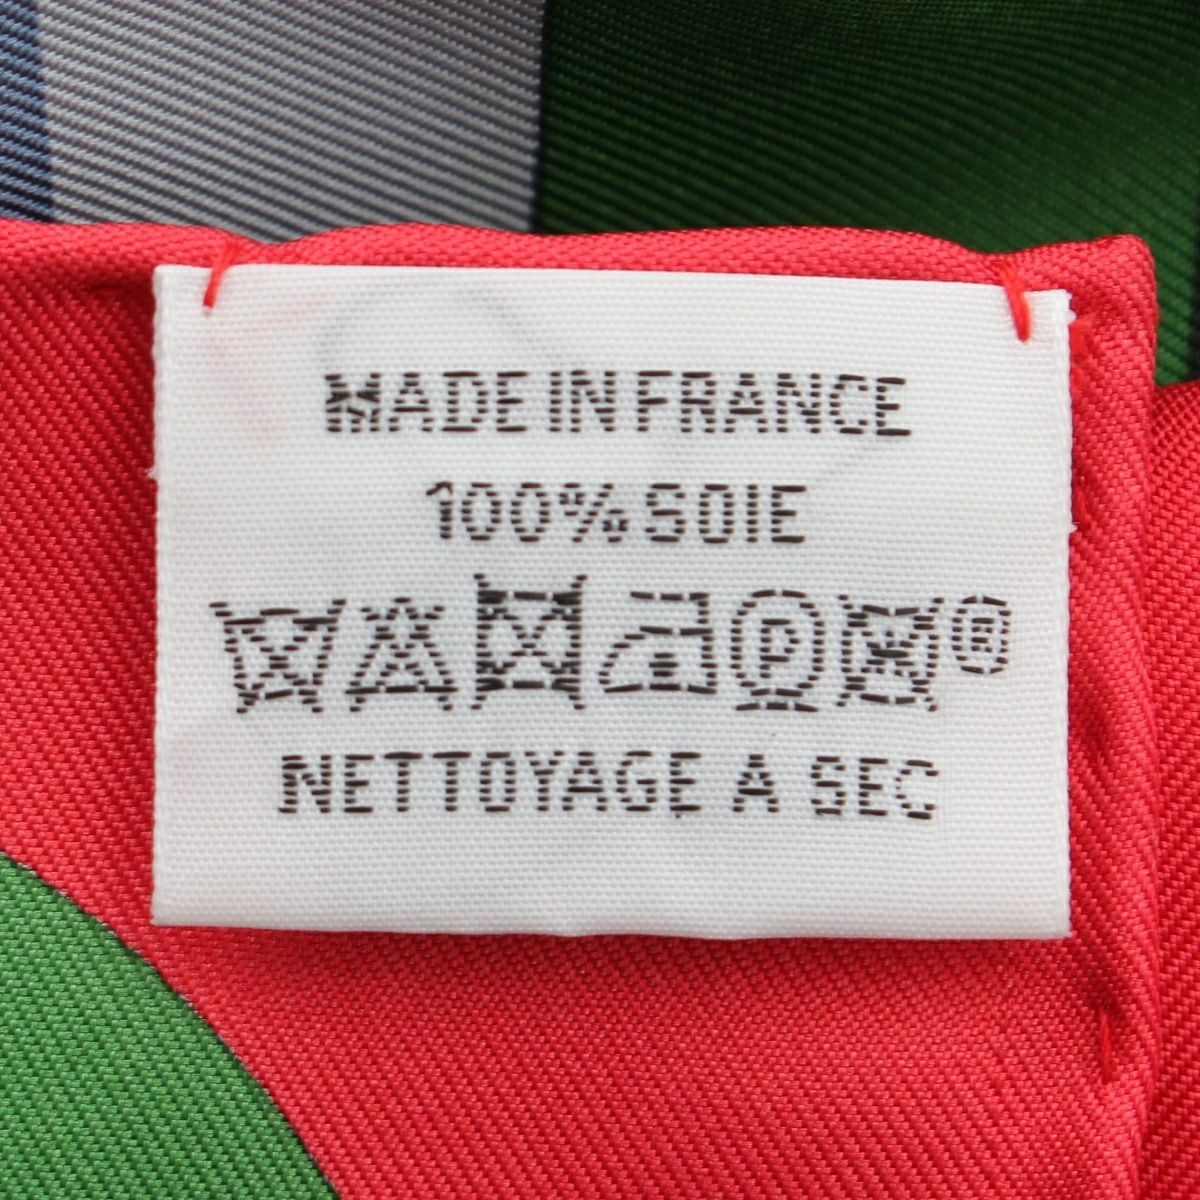 MADE IN FRANCE
100% SOIE
P ®
NETTOYAGE A SEC